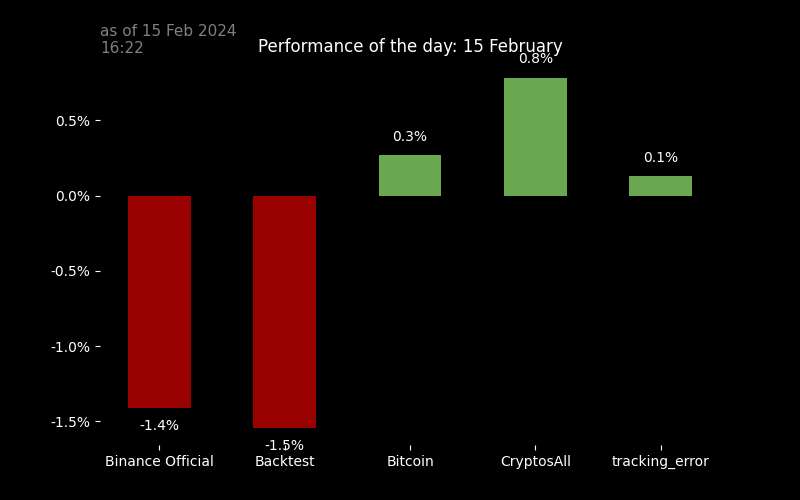 as of 15 Feb 2024
16:22
Performance of the day: 15 February
0.8%
0.5%
0.3%
0.1%
0.0%
-0.5%
-1.0%
-1.5%
-1.4%
-1.5%
Binance Official
Backtest
Bitcoin
CryptosAll
tracking_error